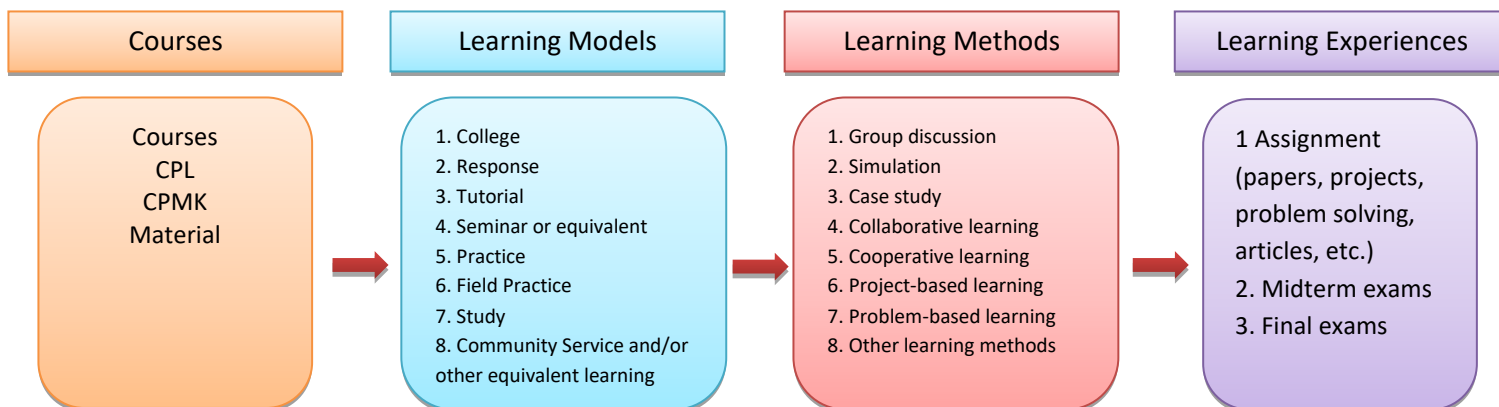 Courses
Learning Models
Learning Methods
Learning Experiences
Courses
CPL
CPMK
Material
1. College
2. Response
3. Tutorial
4. Seminar or equivalent
5. Practice
6. Field Practice
7. Study
8. Community Service and/or
other equivalent learning
1. Group discussion
2. Simulation
3. Case study
4. Collaborative learning
5. Cooperative learning
6. Project-based learning
7. Problem-based learning
8. Other learning methods
1 Assignment
(papers, projects,
problem solving,
articles, etc.)
2. Midterm exams
3. Final exams